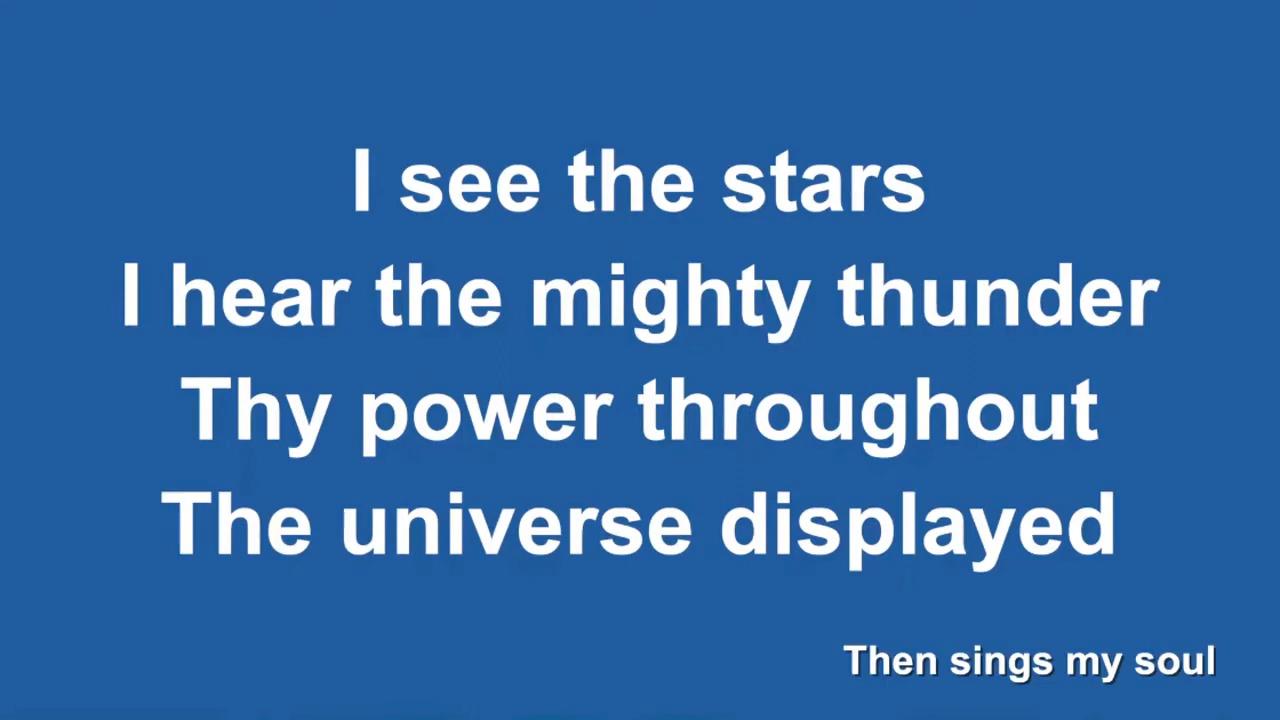 I see the stars
I hear the mighty thunder
Thy power throughout
The universe displayed
Then sings my soul